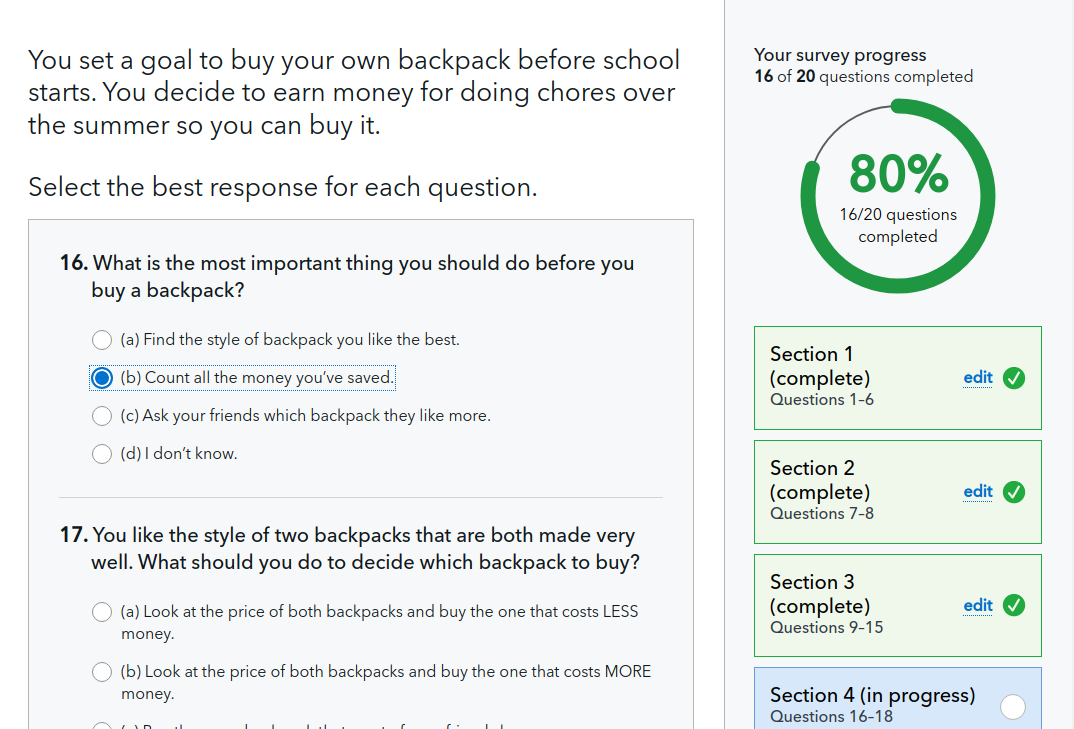 You set a goal to buy your own backpack before school
starts. You decide to earn money for doing chores over
the summer so you can buy it.
Select the best response for each question.
16. What is the most important thing you should do before you
buy a backpack?
(a) Find the style of backpack you like the best.
(b) Count all the money you’ve saved.
(c) Ask your friends which backpack they like more.
(d) I don’t know.
17. You like the style of two backpacks that are both made very
well. What should you do to decide which backpack to buy?
(a) Look at the price of both backpacks and buy the one that costs LESS
money.
(b) Look at the price of both backpacks and buy the one that costs MORE
money.
Your survey progress
16 of 20 questions completed
80%
16/20 questions
completed
Section 1
(complete)
edit
Questions 1–6
Section 2
(complete)
edit
Questions 7–8
Section 3
(complete)
edit
Questions 9–15
Section 4 (in progress)
Questions 16–18